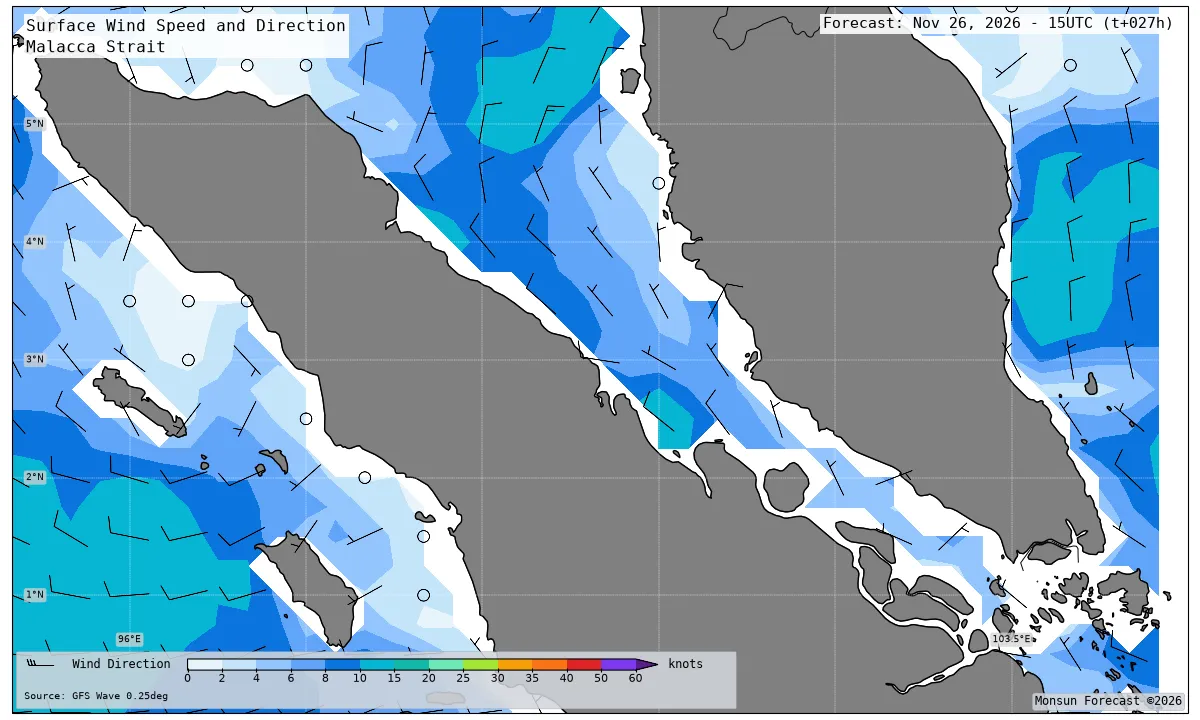 Surface Wind Speed and Direction
Malacca Strait
Forecast: Nov 26, 2026 - 15UTC (t+027h)
5°N
4°N
3°N
2°N
1°N
96°E
103.5°E
Wind Direction
knots
0 2 4 6 8 10 15 20 25 30 35 40 50 60
Source: GFS Wave 0.25deg
Monsun Forecast ©2026